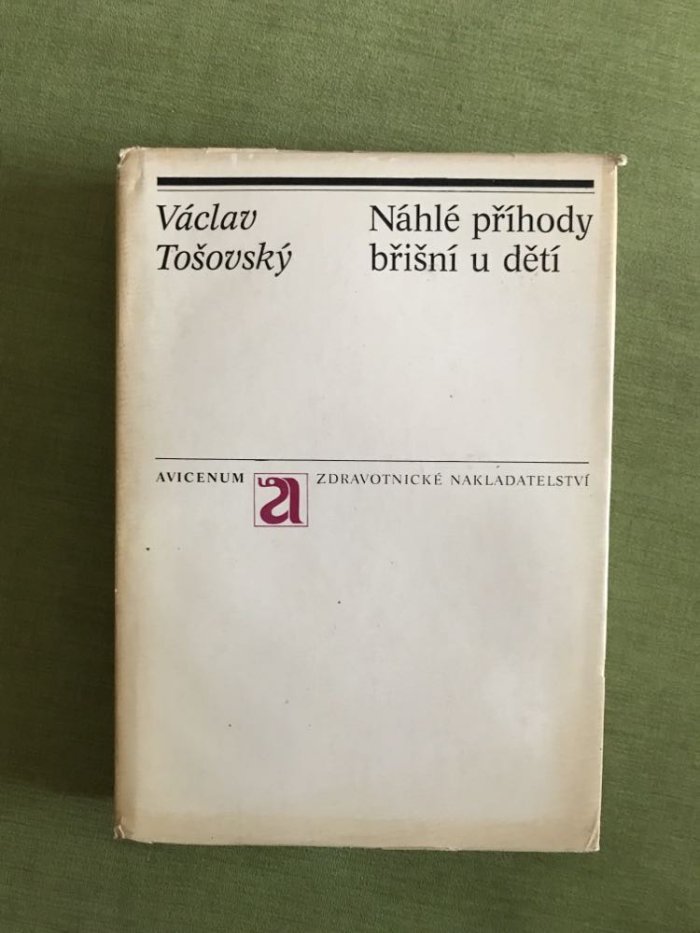 Václav
Tošovský
Náhlé příhody
břišní u dětí
AVICENUM a ZDRAVOTNICKÉ NAKLADATELSTVÍ